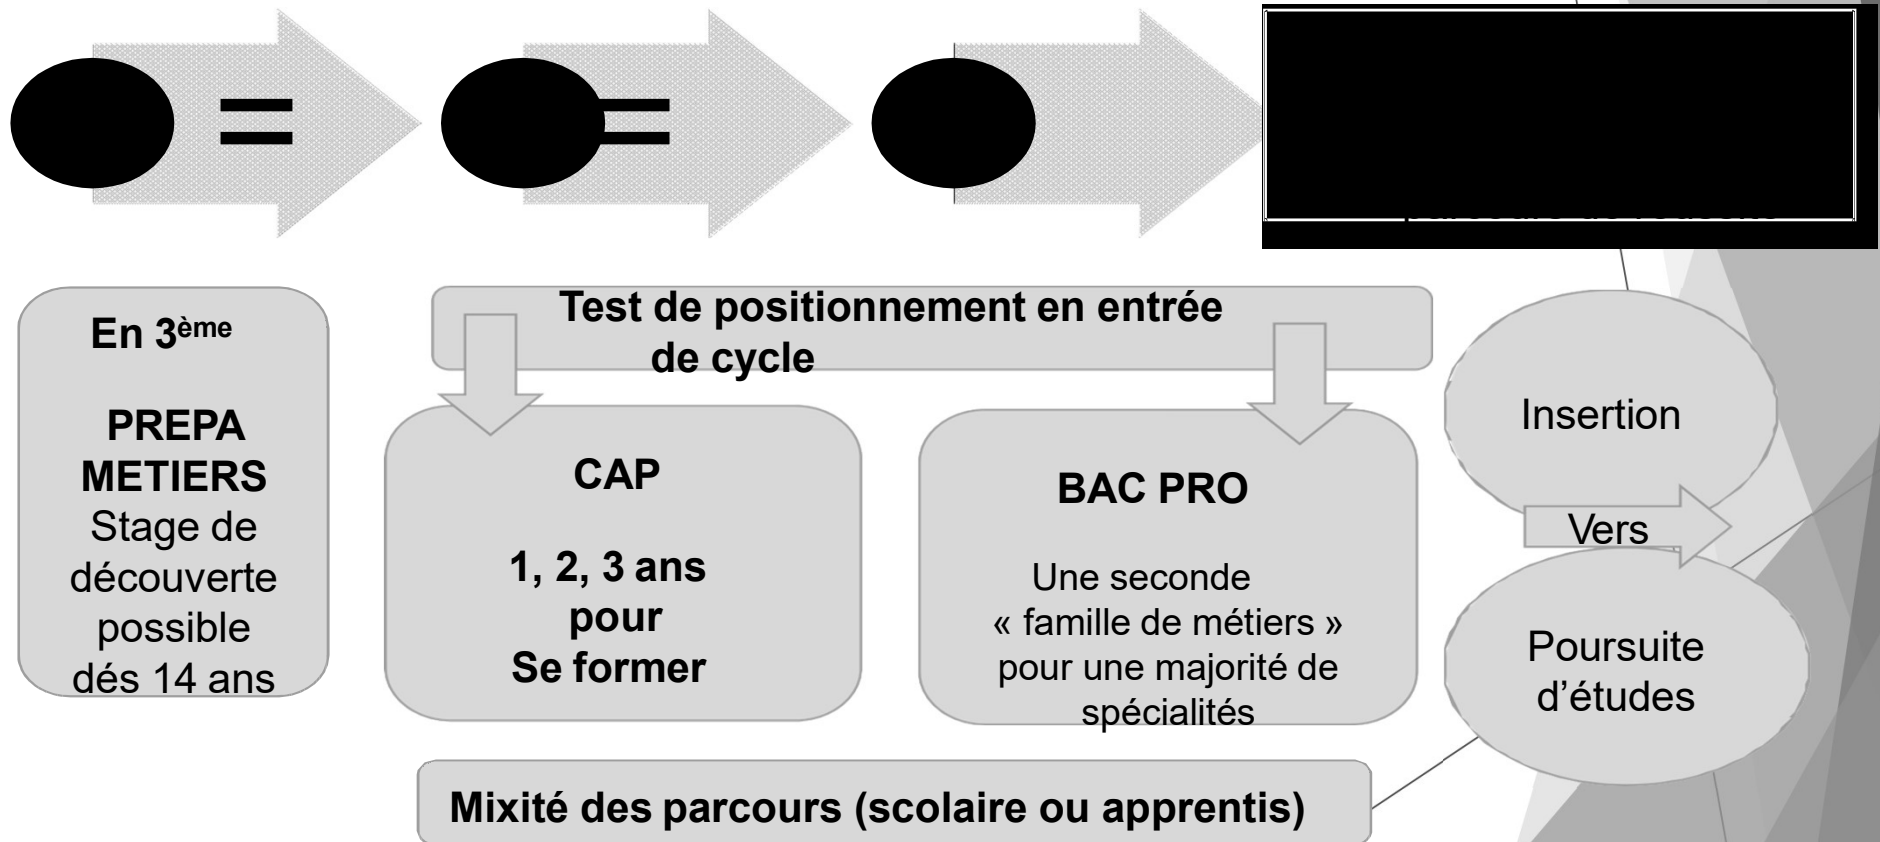 En 3ème
PREPA
METIERS
Stage de
découverte
possible
dés 14 ans
Test de positionnement en entrée
de cycle
CAP
1, 2, 3 ans
pour
Se former
BAC PRO
Une seconde
« famille de métiers »
pour une majorité de
spécialités
Insertion
Vers
Poursuite
d’études
Mixité des parcours (scolaire ou apprentis)